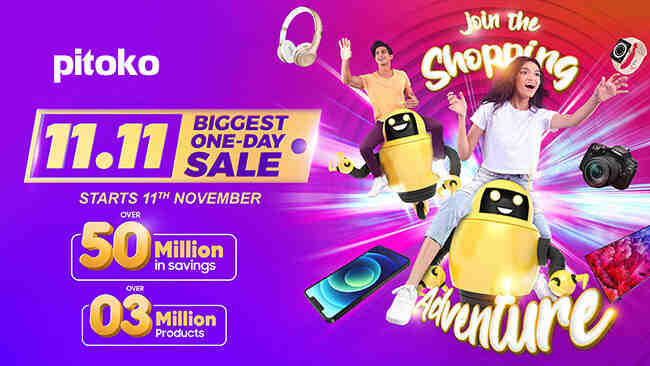 pitoko
11.11
BIGGEST
ONE-DAY
SALE
STARTS 11TH NOVEMBER
OVER
50 Million
in savings
OVER
03 Million
Products
Join the
Shopping
Adventure